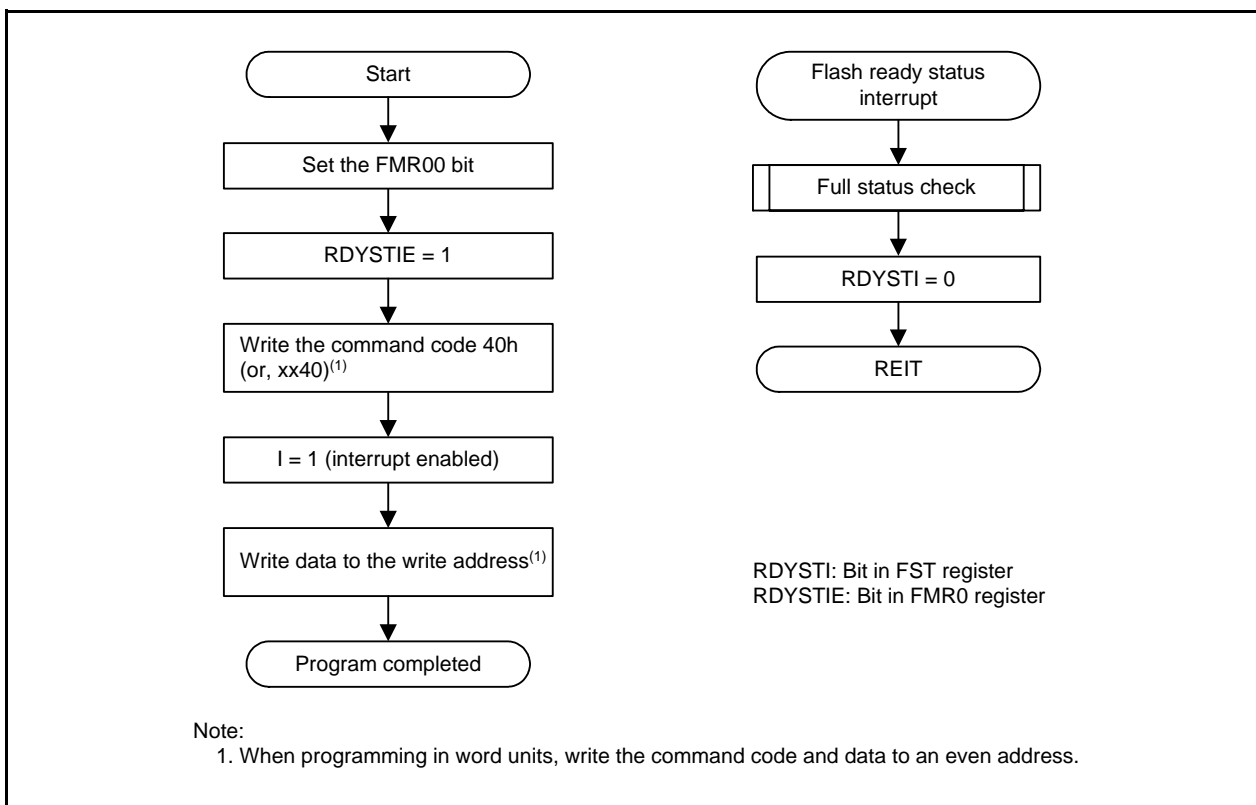 Start
Set the FMR00 bit
RDYSTIE = 1
Write the command code 40h
(or, xx40)(1)
I = 1 (interrupt enabled)
Write data to the write address(1)
Program completed
Flash ready status
interrupt
Full status check
RDYSTI = 0
REIT
RDYSTI: Bit in FST register
RDYSTIE: Bit in FMR0 register
Note:
1. When programming in word units, write the command code and data to an even address.